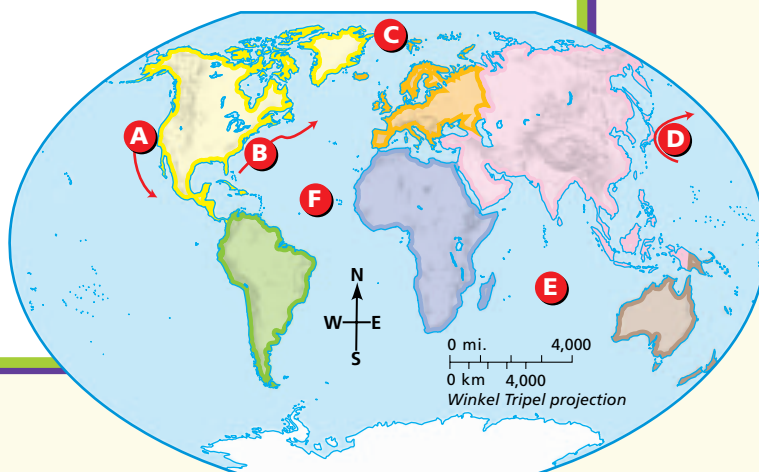 C
A
B
D
F
N
E
W E
S
0 mi. 4,000
0 km 4,000
Winkel Tripel projection